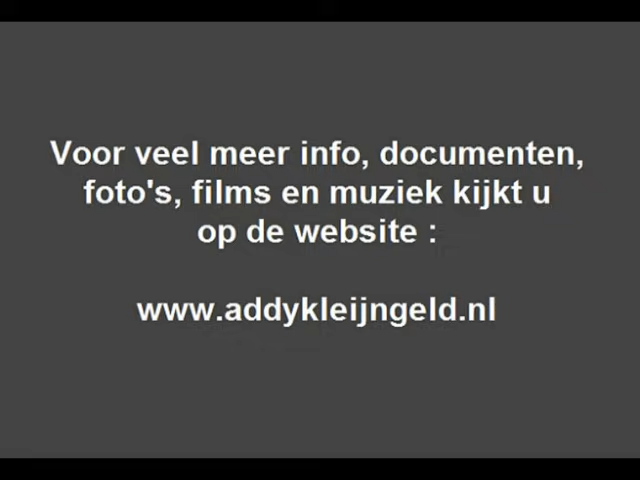 Voor veel meer info, documenten,
foto's, films en muziek kijkt u
op de website :
www.addykleijngeld.nl